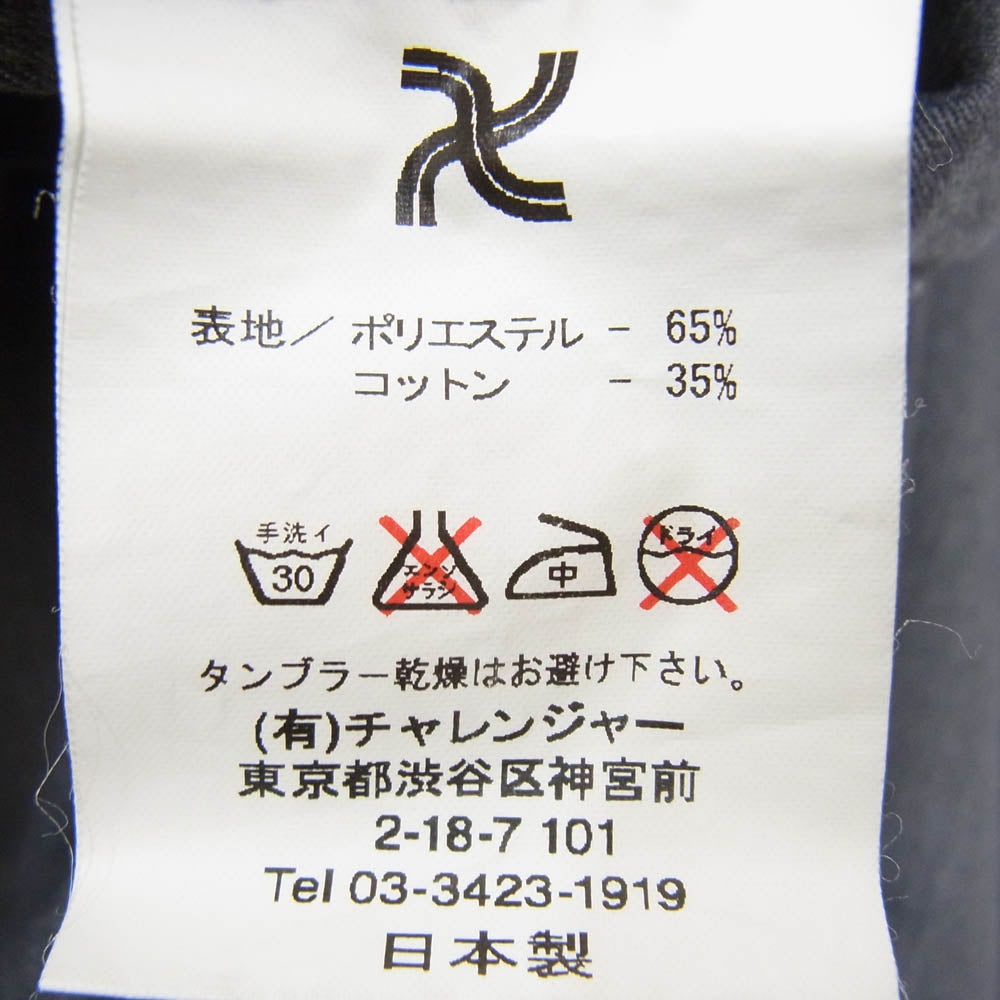 表地/ ポリエステル - 65%
コットン - 35%
手洗イ
30
エンソ
サラシ
中
ドライ
タンブラー乾燥はお避け下さい。
(有)チャレンジャー
東京都渋谷区神宮前
2-18-7 101
Tel 03-3423-1919
日本製